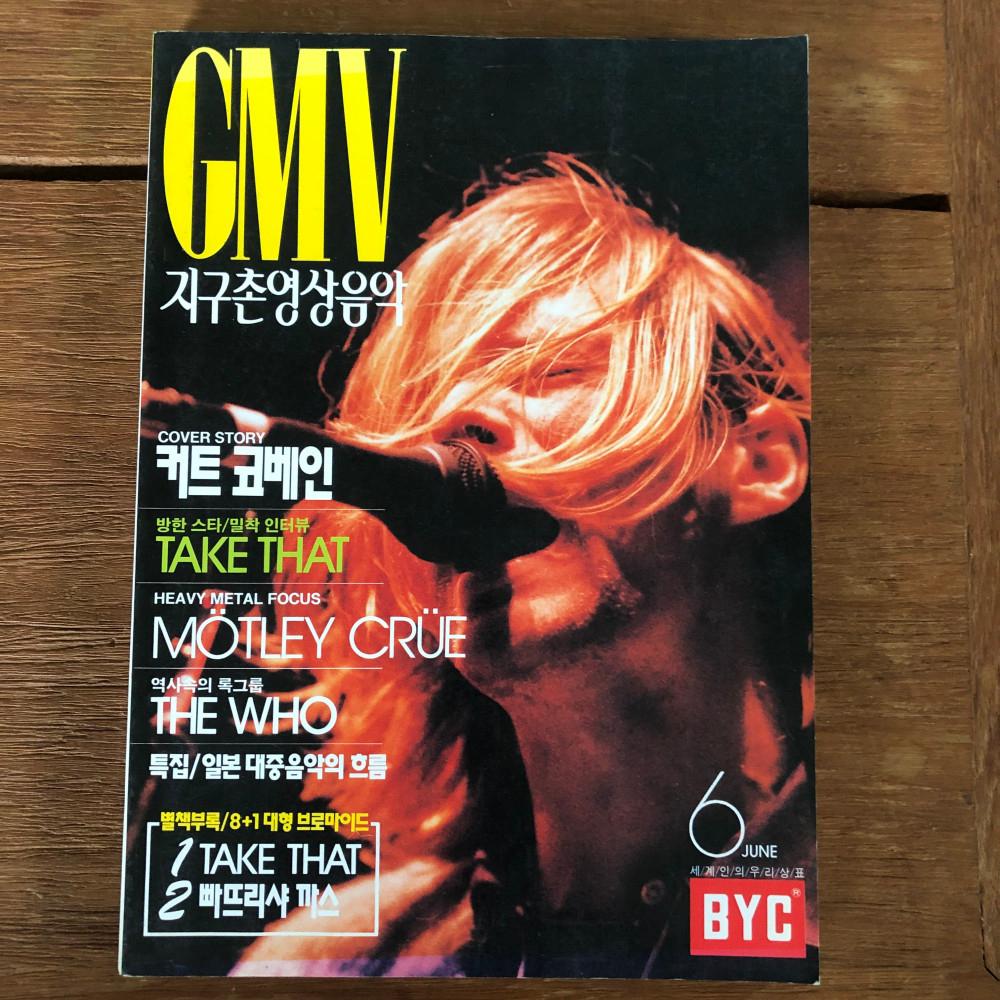 GMV
지구촌영상음악
COVER STORY
커트 코베인
방한 스타/밀착 인터뷰
TAKE THAT
HEAVY METAL FOCUS
MÖTLEY CRÜE
역사속의 록그룹
THE WHO
특집/일본 대중음악의 흐름
별책부록/8+1 대형 브로마이드
1 TAKE THAT
2 빠뜨리샤 까스
6 JUNE
세/계/인/의/우/리/상/표
BYC®